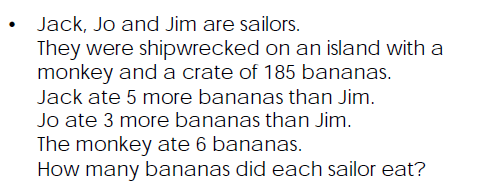 • Jack, Jo and Jim are sailors.
They were shipwrecked on an island with a
monkey and a crate of 185 bananas.
Jack ate 5 more bananas than Jim.
Jo ate 3 more bananas than Jim.
The monkey ate 6 bananas.
How many bananas did each sailor eat?